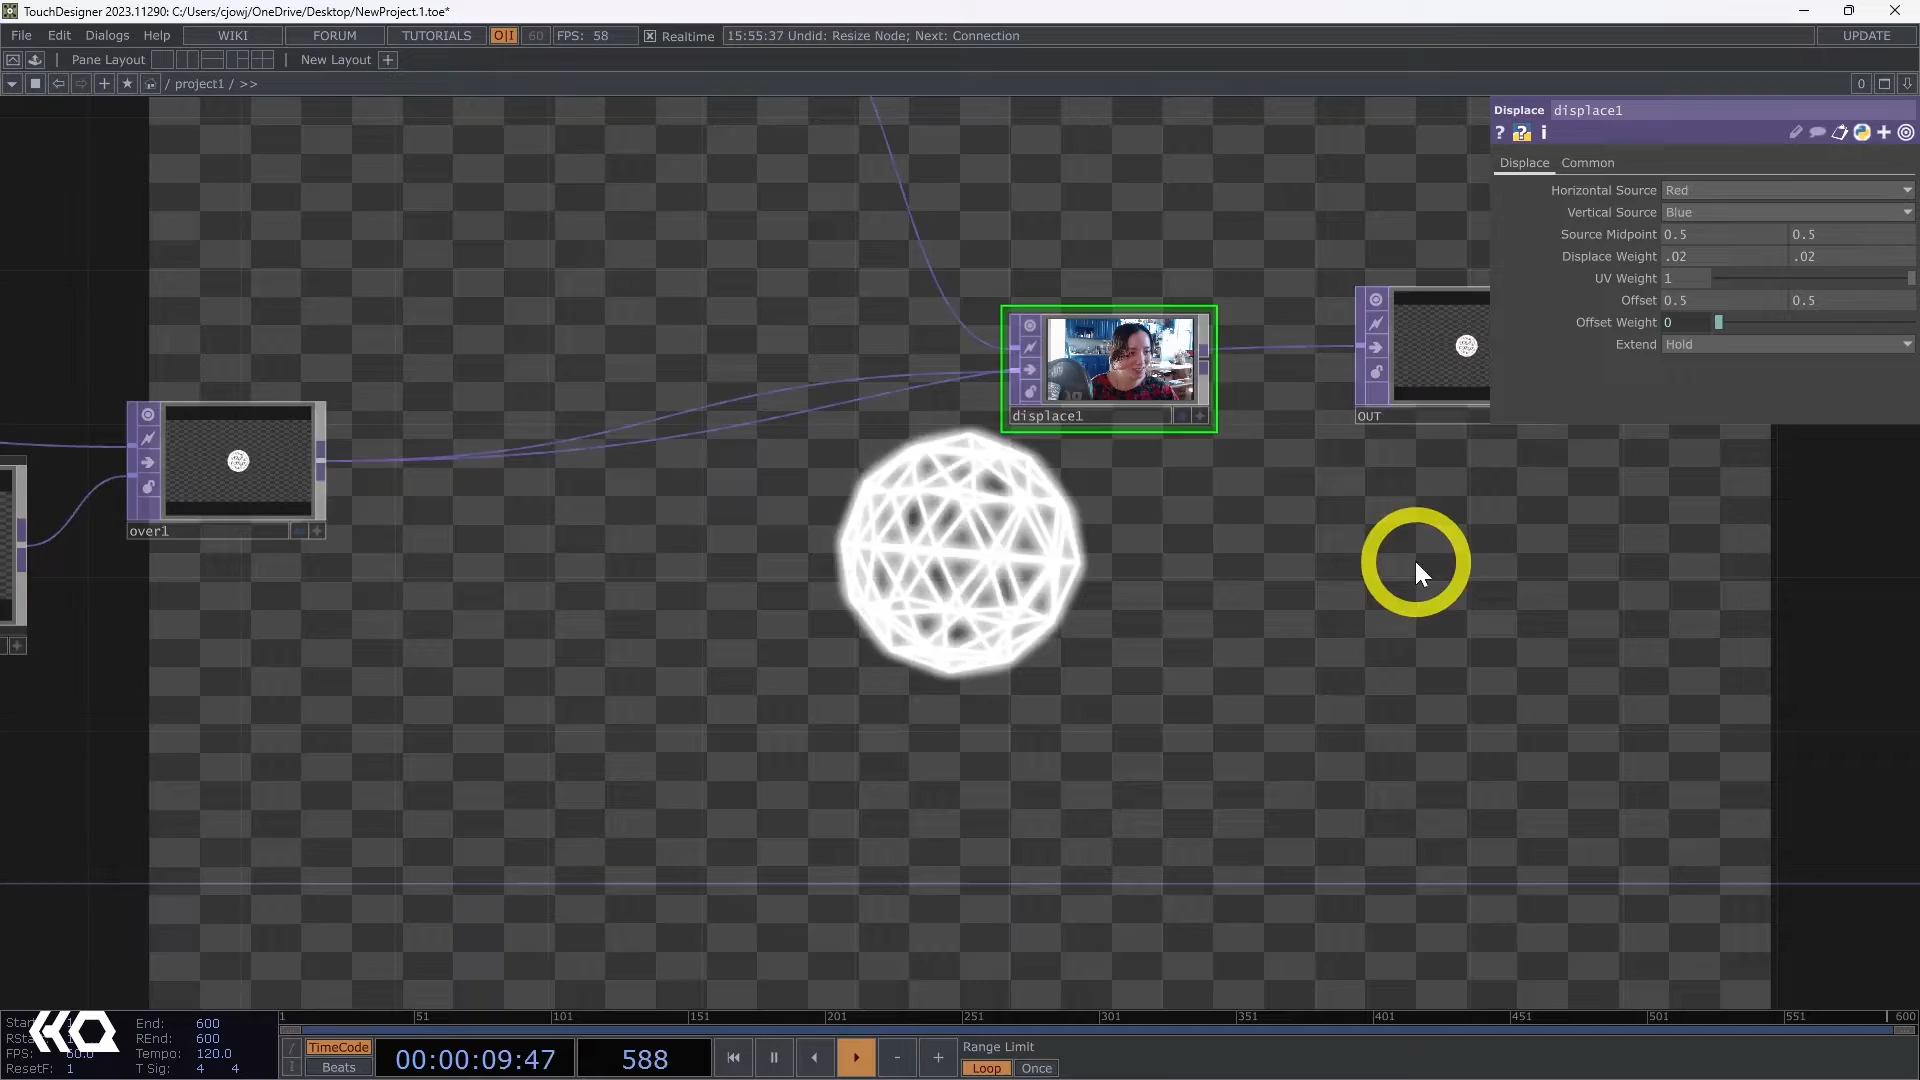 TouchDesigner 2023.11290: C:/Users/cjowj/OneDrive/Desktop/NewProject.1.toe*
File Edit Dialogs Help WIKI FORUM TUTORIALS O|I 60 FPS: 58 Realtime 15:55:37 Undid: Resize Node; Next: Connection UPDATE
Pane Layout New Layout +
/ project1 / >> 0
Displace displace1
? ? i
Displace Common
Horizontal Source Red
Vertical Source Blue
Source Midpoint 0.5 0.5
Displace Weight .02 .02
UV Weight 1
Offset 0.5 0.5
Offset Weight 0
Extend Hold
displace1
OUT
over1
1 51 101 151 201 251 301 351 401 451 501 551 600
End: 600
REnd: 600
FPS: 60.0 Tempo: 120.0
ResetF: 1 T Sig: 4 4
TimeCode
Beats
00:00:09:47
588
Range Limit
Loop Once